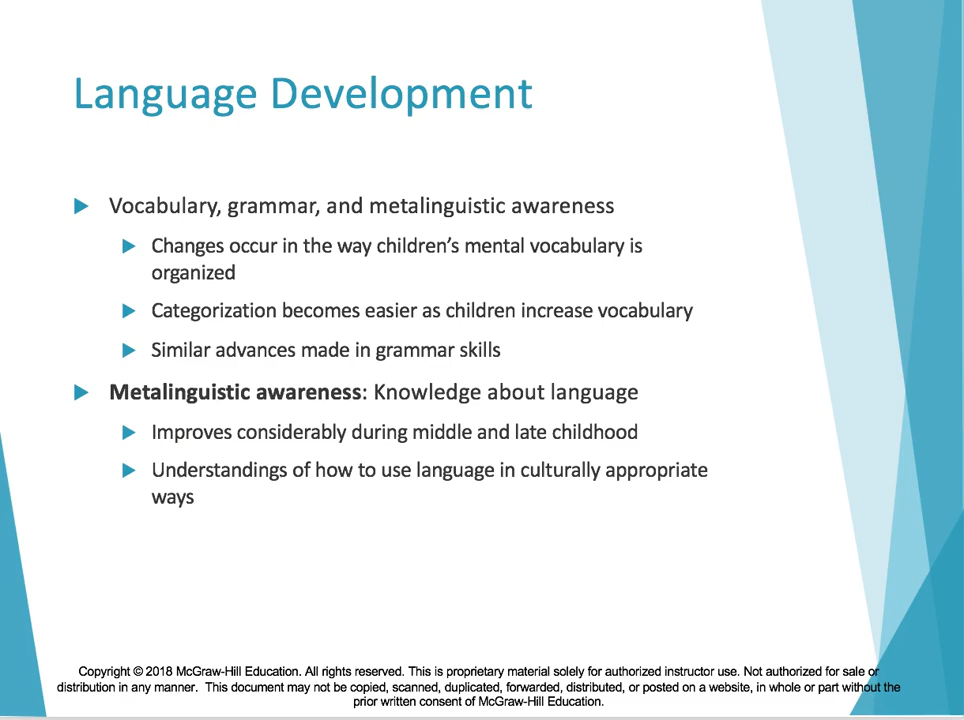 Language Development
Vocabulary, grammar, and metalinguistic awareness
Changes occur in the way children’s mental vocabulary is
organized
Categorization becomes easier as children increase vocabulary
Similar advances made in grammar skills
Metalinguistic awareness: Knowledge about language
Improves considerably during middle and late childhood
Understandings of how to use language in culturally appropriate
ways
Copyright © 2018 McGraw-Hill Education. All rights reserved. This is proprietary material solely for authorized instructor use. Not authorized for sale or
distribution in any manner. This document may not be copied, scanned, duplicated, forwarded, distributed, or posted on a website, in whole or part without the
prior written consent of McGraw-Hill Education.